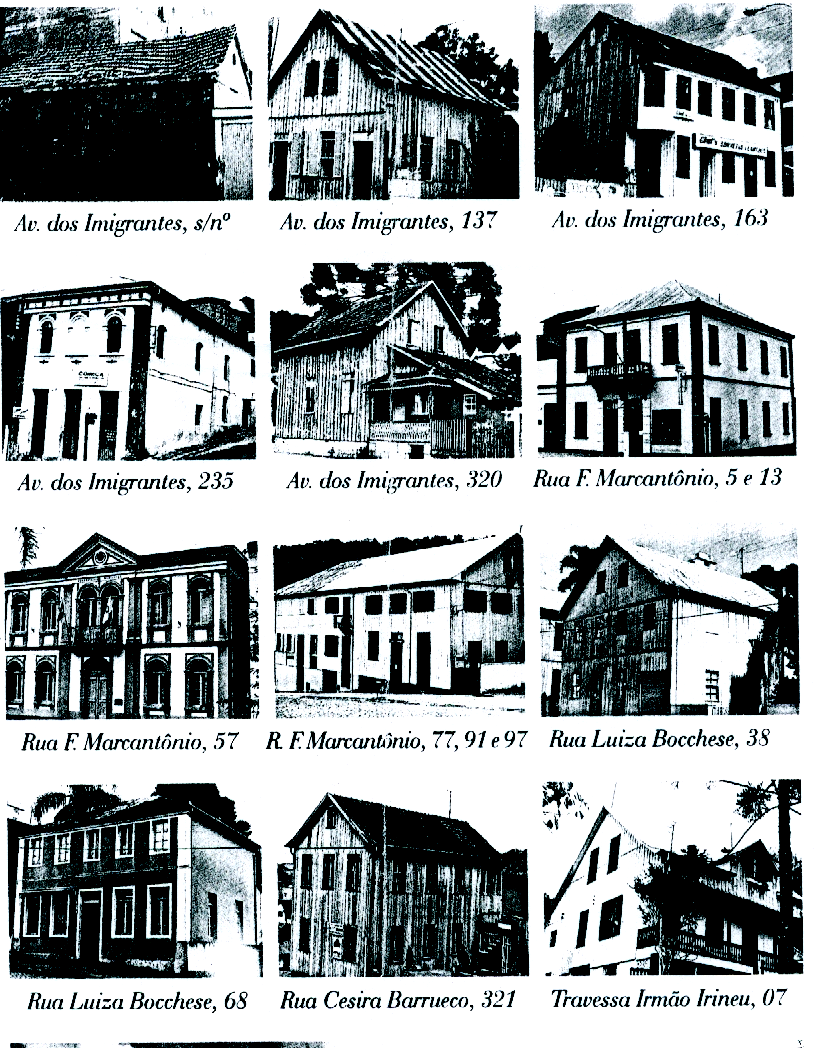 Av. dos Imigrantes, s/nº
Av. dos Imigrantes, 137
Av. dos Imigrantes, 163
Av. dos Imigrantes, 235
Av. dos Imigrantes, 320
Rua F. Marcantônio, 5 e 13
Rua F. Marcantônio, 57
R. F. Marcantônio, 77, 91 e 97
Rua Luiza Bocchese, 38
Rua Luiza Bocchese, 68
Rua Cesira Barrueco, 321
Travessa Irmão Irineu, 07